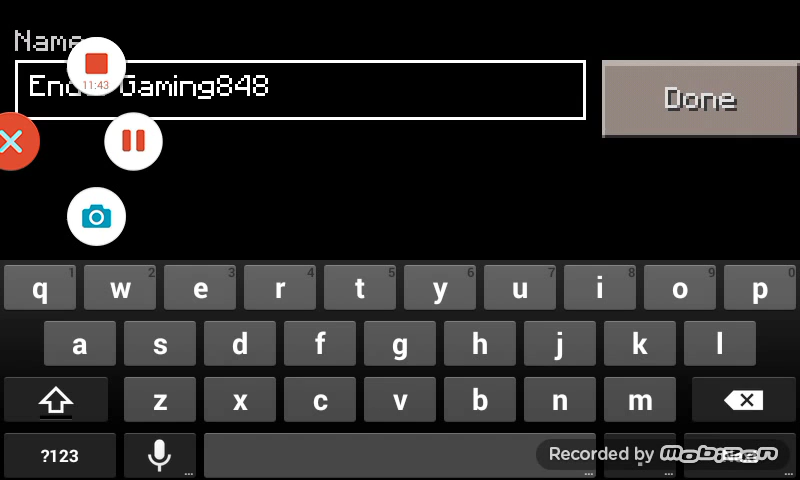 Name
Gaming848
Done
11:43
1 2 3 4 5 6 7 8 9 0
q w e r t y u i o p
a s d f g h j k l
z x c v b n m
?123
Recorded by Mobizen